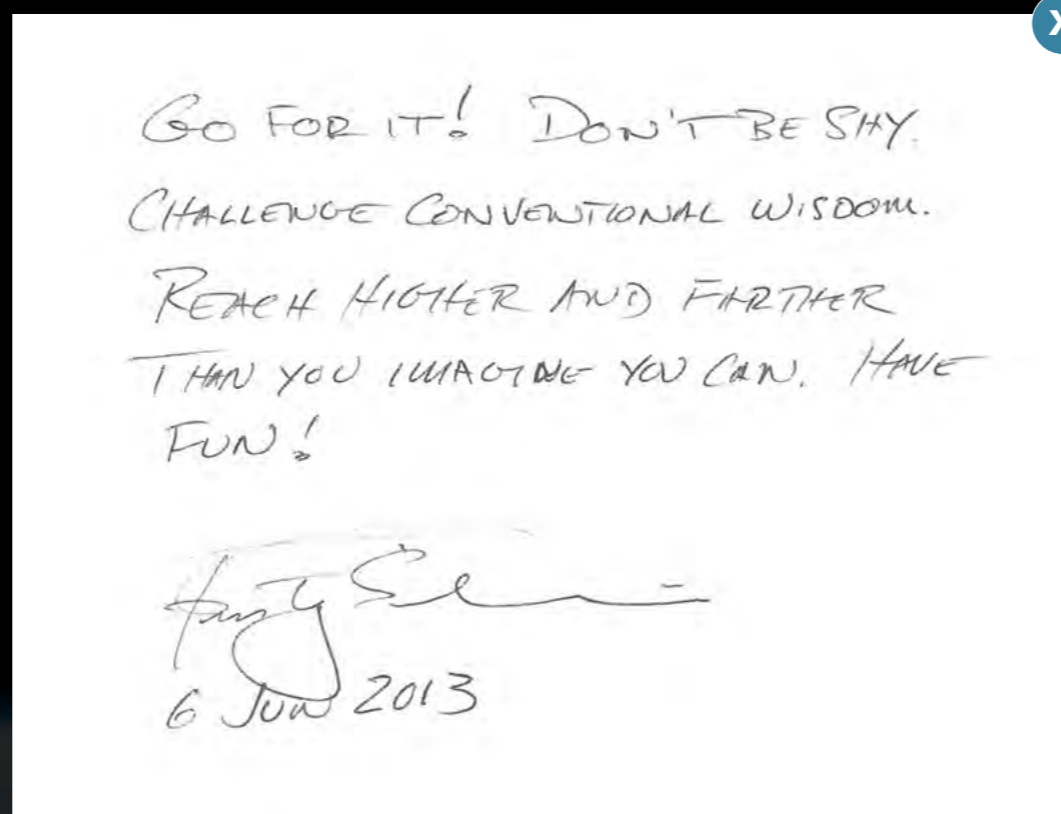 GO FOR IT! DON'T BE SHY.
CHALLENGE CONVENTIONAL WISDOM.
REACH HIGHER AND FARTHER
THAN YOU IMAGINE YOU CAN. HAVE
FUN!
6 JUN 2013
X